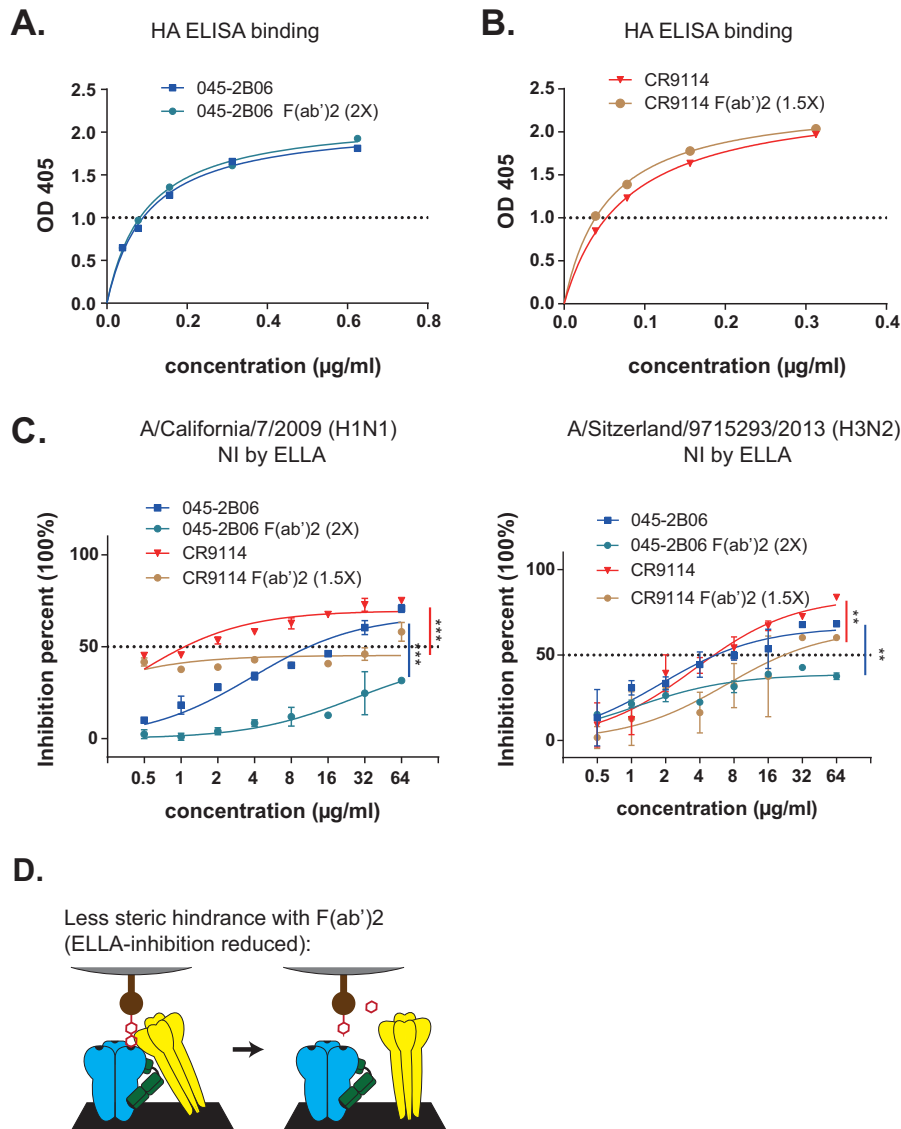 A.
HA ELISA binding
045-2B06
045-2B06 F(ab')2 (2X)
OD 405
2.5
2.0
1.5
1.0
0.5
0.0
0.0 0.2 0.4 0.6 0.8
concentration (µg/ml)
B.
HA ELISA binding
CR9114
CR9114 F(ab')2 (1.5X)
OD 405
2.5
2.0
1.5
1.0
0.5
0.0
0.0 0.1 0.2 0.3 0.4
concentration (µg/ml)
C.
A/California/7/2009 (H1N1)
NI by ELLA
045-2B06
045-2B06 F(ab')2 (2X)
CR9114
CR9114 F(ab')2 (1.5X)
Inhibition percent (100%)
100
50
0
0.5 1 2 4 8 16 32 64
concentration (µg/ml)
***
***
A/Sitzerland/9715293/2013 (H3N2)
NI by ELLA
045-2B06
045-2B06 F(ab')2 (2X)
CR9114
CR9114 F(ab')2 (1.5X)
Inhibition percent (100%)
100
50
0
0.5 1 2 4 8 16 32 64
concentration (µg/ml)
**
**
D.
Less steric hindrance with F(ab')2
(ELLA-inhibition reduced):